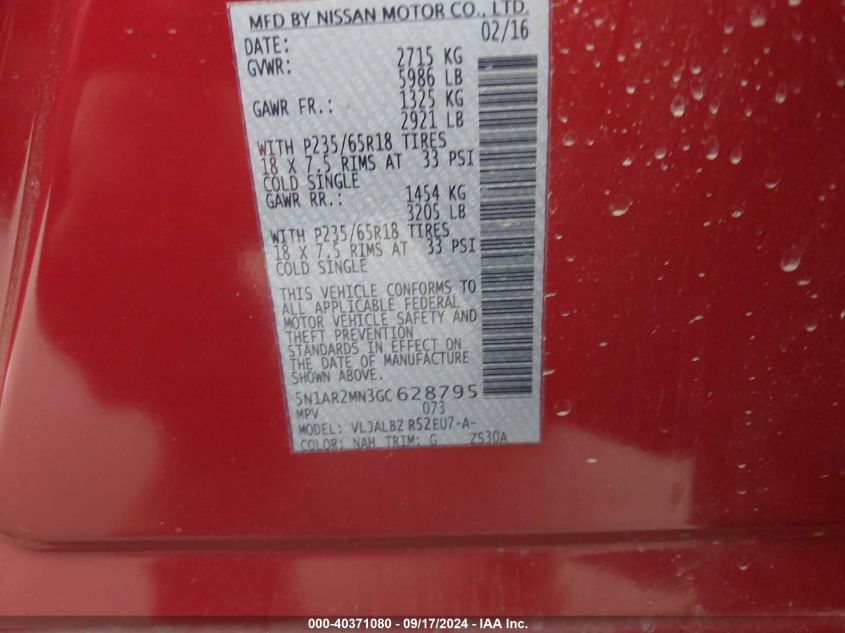 MFD BY NISSAN MOTOR CO., LTD.
DATE: 02/16
GVWR: 2715 KG
5986 LB
GAWR FR.: 1325 KG
2921 LB
WITH P235/65R18 TIRES
18 X 7.5 RIMS AT 33 PSI
COLD SINGLE
GAWR RR.: 1454 KG
3205 LB
WITH P235/65R18 TIRES
18 X 7.5 RIMS AT 33 PSI
COLD SINGLE
THIS VEHICLE CONFORMS TO
ALL APPLICABLE FEDERAL
MOTOR VEHICLE SAFETY AND
THEFT PREVENTION
STANDARDS IN EFFECT ON
THE DATE OF MANUFACTURE
SHOWN ABOVE.
5N1AR2MN3GC628795
MPV 073
MODEL: VLJALBZ R52EU7-A-
COLOR: NAH TRIM: G ZS30A
000-40371080 - 09/17/2024 - IAA Inc.